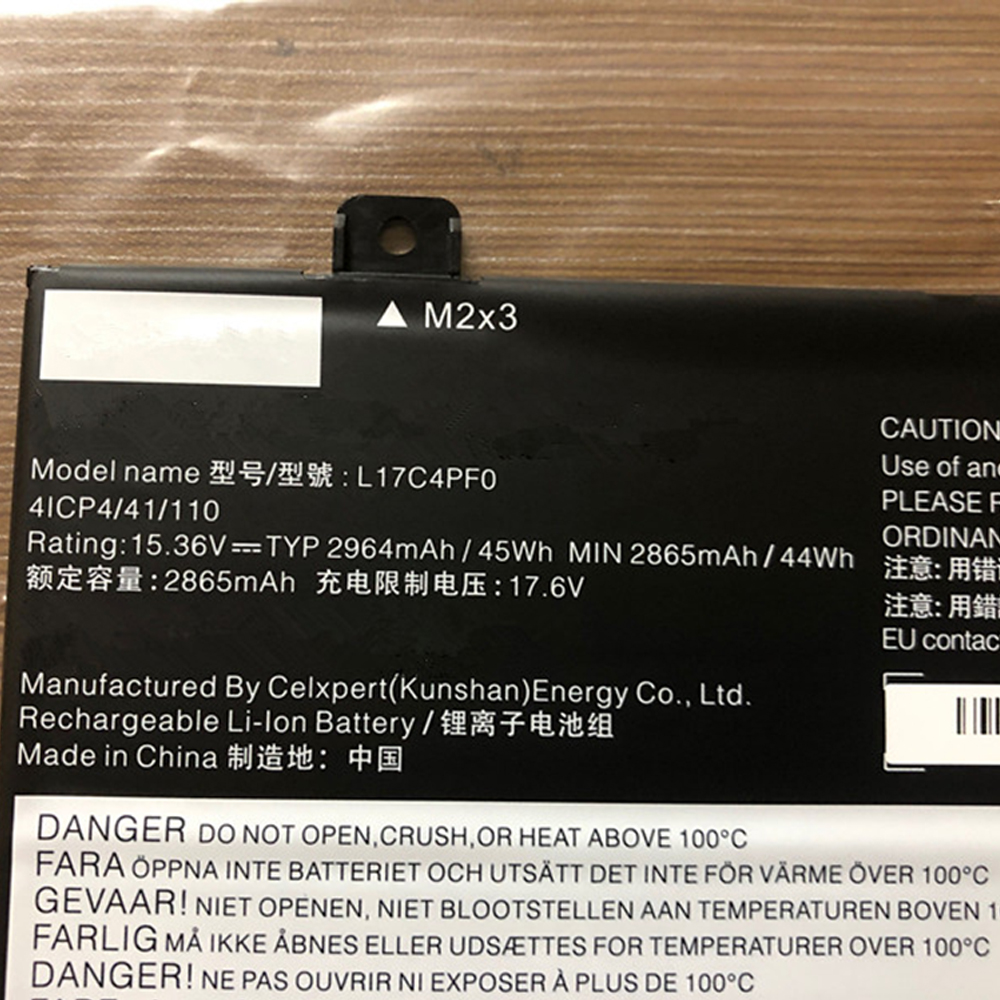 ▲ M2x3
Model name 型号/型號 : L17C4PF0
4ICP4/41/110
Rating:15.36V⎓TYP 2964mAh / 45Wh MIN 2865mAh / 44Wh
额定容量:2865mAh 充电限制电压:17.6V
Manufactured By Celxpert(Kunshan)Energy Co., Ltd.
Rechargeable Li-Ion Battery / 锂离子电池组
Made in China 制造地: 中国
CAUTION
Use of
PLEASE
注意: 用错
注意: 用錯
EU
DANGER DO NOT OPEN,CRUSH,OR HEAT ABOVE 100°C
FARA ÖPPNA INTE BATTERIET OCH UTSÄTT DET INTE FÖR VÄRME ÖVER 100°C
GEVAAR! NIET OPENEN, NIET BLOOTSTELLEN AAN TEMPERATUREN BOVEN
FARLIG MÅ IKKE ÅBNES ELLER UDSÆTTES FOR TEMPERATURER OVER 100°C
DANGER! NE PAS OUVRIR NI EXPOSER À PLUS DE 100°C